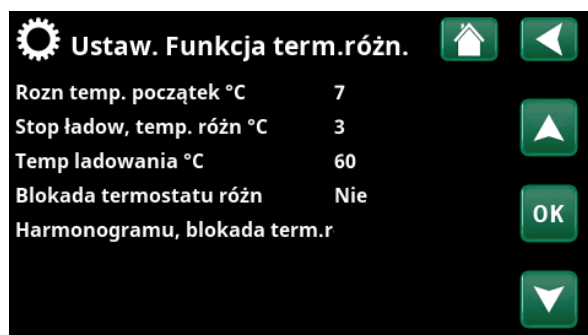 Ustaw. Funkcja term.różn.
Rozn temp. początek °C 7
Stop ładow, temp. różn °C 3
Temp ladowania °C 60
Blokada termostatu różn Nie
OK
Harmonogramu, blokada term.r